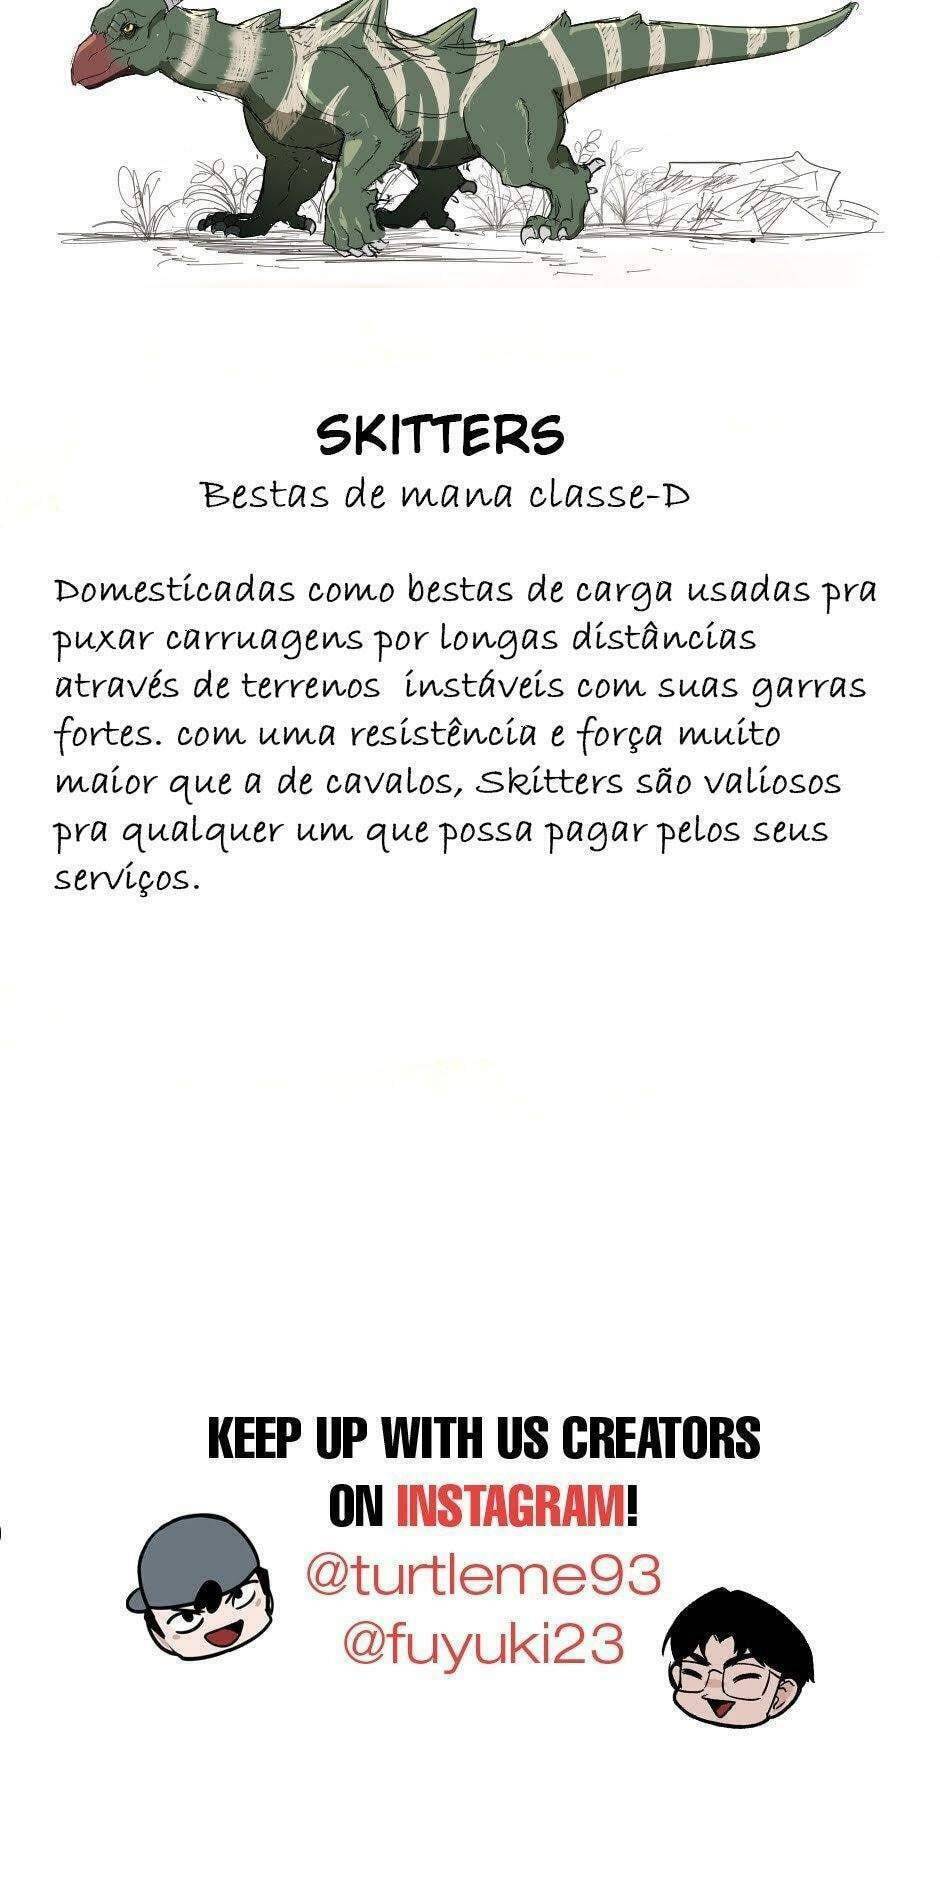 SKITTERS
Bestas de mana classe-D
Domesticadas como bestas de carga usadas pra
puxar carruagens por longas distâncias
através de terrenos instáveis com suas garras
fortes. com uma resistência e força muito
maior que a de cavalos, Skitters são valiosos
pra qualquer um que possa pagar pelos seus
serviços.
KEEP UP WITH US CREATORS
ON INSTAGRAM!
@turtleme93
@fuyuki23